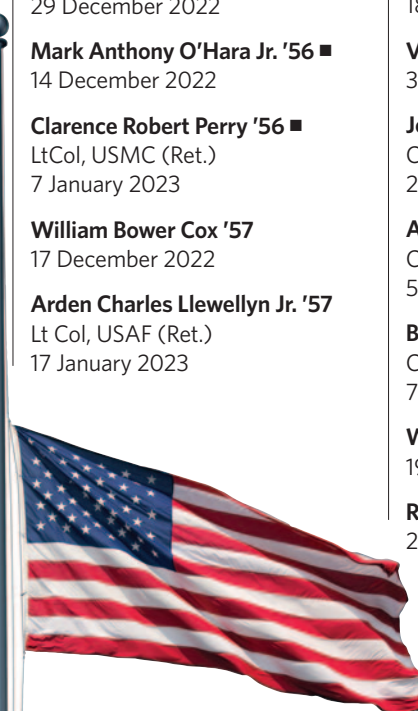 29 December 2022
Mark Anthony O’Hara Jr. ’56 ■
14 December 2022
Clarence Robert Perry ’56 ■
LtCol, USMC (Ret.)
7 January 2023
William Bower Cox ’57
17 December 2022
Arden Charles Llewellyn Jr. ’57
Lt Col, USAF (Ret.)
17 January 2023